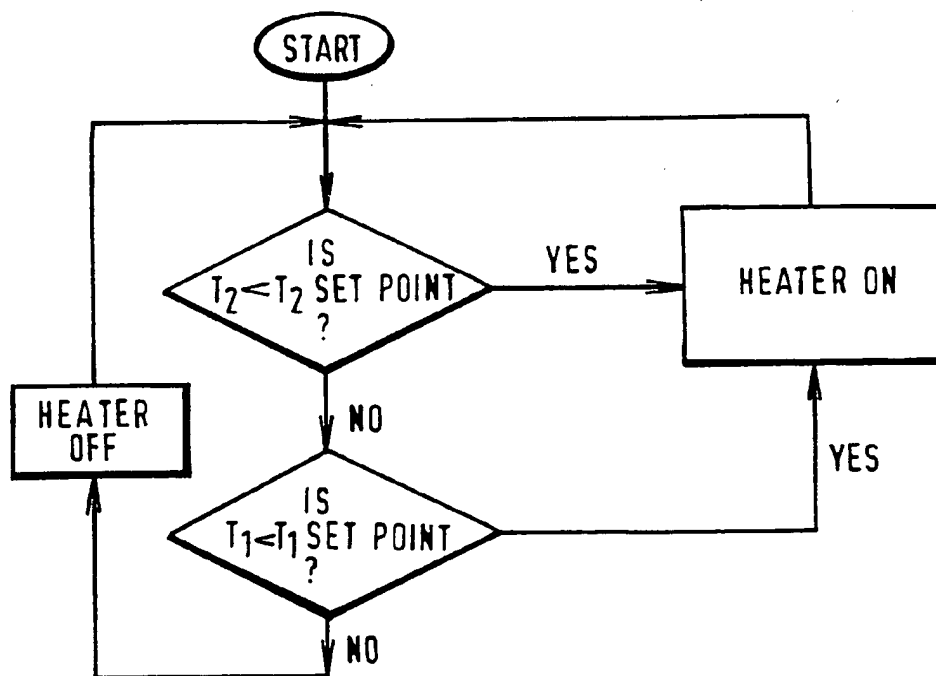 START
IS
T₂<T₂ SET POINT
?
YES
HEATER ON
NO
HEATER
OFF
YES
IS
T₁<T₁ SET POINT
?
NO